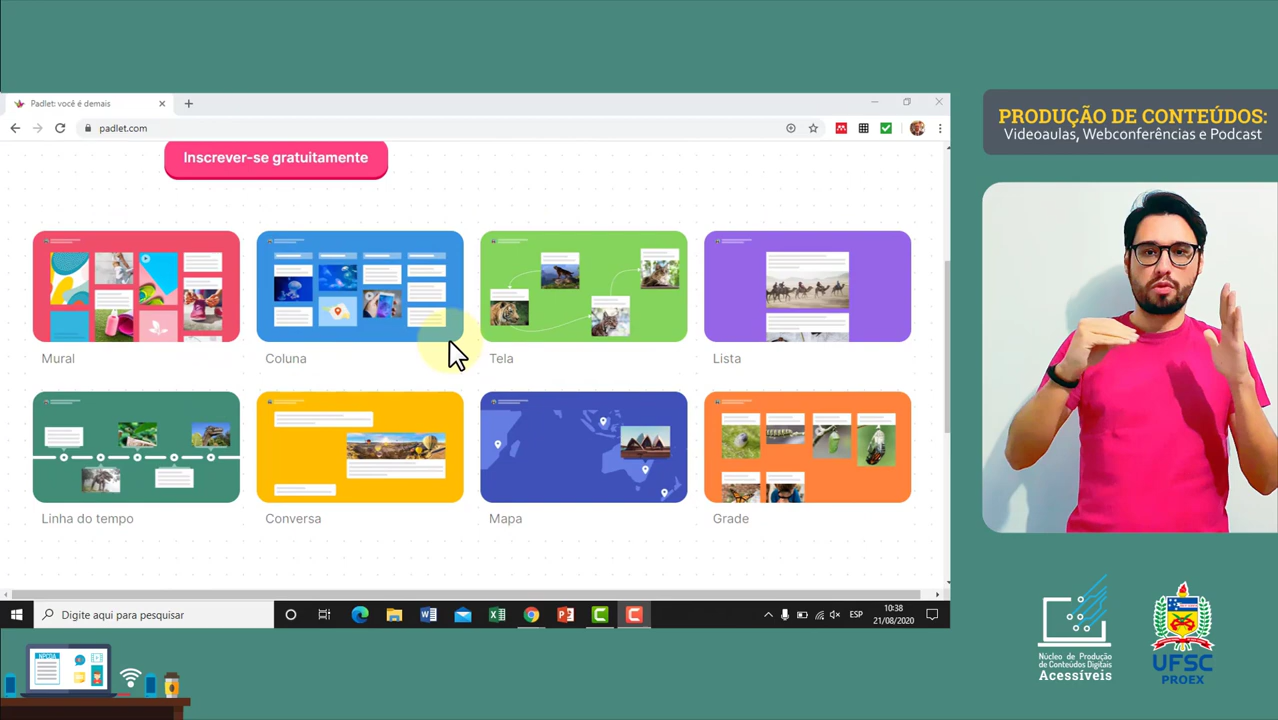 Padlet: você é demais
padlet.com
Inscrever-se gratuitamente
Mural
Coluna
Tela
Lista
Linha do tempo
Conversa
Mapa
Grade
Digite aqui para pesquisar
ESP
10:38
21/08/2020
PRODUÇÃO DE CONTEÚDOS:
Videoaulas, Webconferências e Podcast
NPCDA
Núcleo de Produção
de Conteúdos Digitais
Acessíveis
UFSC
PROEX